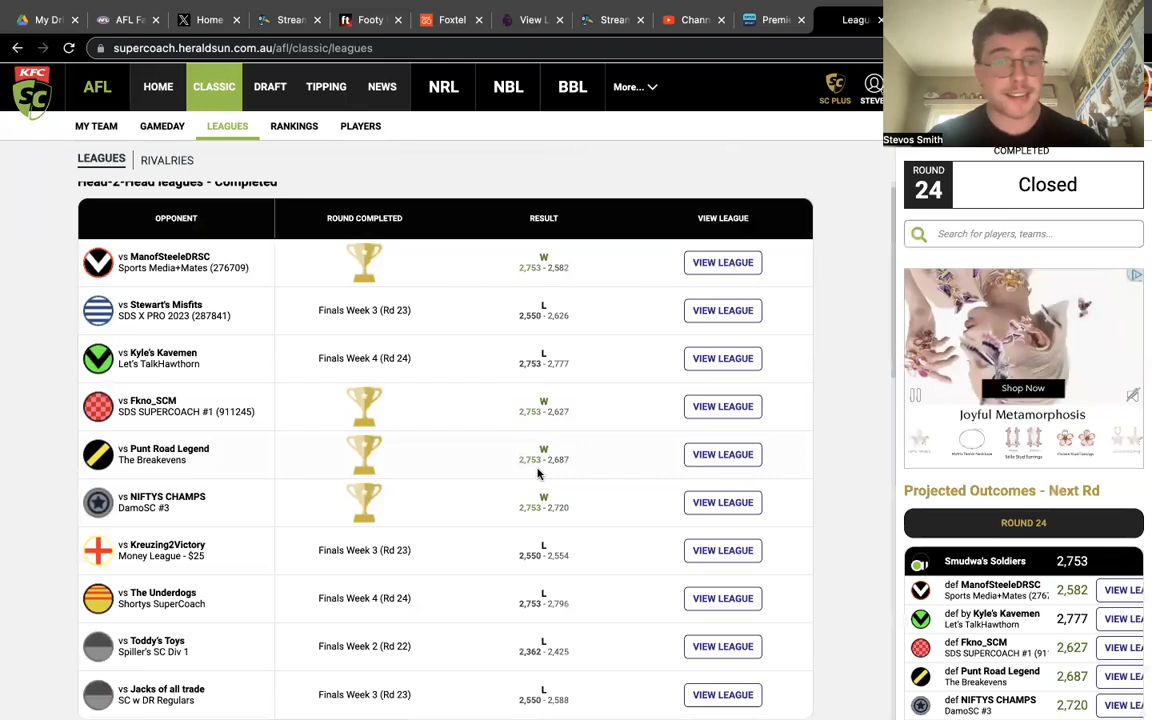 My Driv
AFL Fa
Home
Stream
Footy
Foxtel
View L
Stream
Chann
Premie
Leagu
supercoach.heraldsun.com.au/afl/classic/leagues
KFC
SC
AFL
HOME
CLASSIC
DRAFT
TIPPING
NEWS
NRL
NBL
BBL
More...
SC
SC PLUS
STEVE
MY TEAM
GAMEDAY
LEAGUES
RANKINGS
PLAYERS
Stevos Smith
LEAGUES
RIVALRIES
Head-2-Head leagues - Completed
OPPONENT
ROUND COMPLETED
RESULT
VIEW LEAGUE
vs ManofSteeleDRSC
Sports Media+Mates (276709)
W
2,753 - 2,582
VIEW LEAGUE
vs Stewart's Misfits
SDS X PRO 2023 (287841)
Finals Week 3 (Rd 23)
L
2,550 - 2,626
VIEW LEAGUE
vs Kyle's Kavemen
Let's TalkHawthorn
Finals Week 4 (Rd 24)
L
2,753 - 2,777
VIEW LEAGUE
vs Fkno_SCM
SDS SUPERCOACH #1 (911245)
W
2,753 - 2,627
VIEW LEAGUE
vs Punt Road Legend
The Breakevens
W
2,753 - 2,687
VIEW LEAGUE
vs NIFTYS CHAMPS
DamoSC #3
W
2,753 - 2,720
VIEW LEAGUE
vs Kreuzing2Victory
Money League - $25
Finals Week 3 (Rd 23)
L
2,550 - 2,554
VIEW LEAGUE
vs The Underdogs
Shortys SuperCoach
Finals Week 4 (Rd 24)
L
2,753 - 2,796
VIEW LEAGUE
vs Toddy's Toys
Spiller's SC Div 1
Finals Week 2 (Rd 22)
L
2,362 - 2,425
VIEW LEAGUE
vs Jacks of all trade
SC w DR Regulars
Finals Week 3 (Rd 23)
L
2,550 - 2,588
VIEW LEAGUE
COMPLETED
ROUND
24
Closed
Search for players, teams...
Shop Now
Joyful Metamorphosis
Projected Outcomes - Next Rd
ROUND 24
Smudwa's Soldiers 2,753
def ManofSteeleDRSC
Sports Media+Mates (2767
2,582
VIEW LEA
def by Kyle's Kavemen
Let's TalkHawthorn
2,777
VIEW LEA
def Fkno_SCM
SDS SUPERCOACH #1 (911
2,627
VIEW LEA
def Punt Road Legend
The Breakevens
2,687
VIEW LEA
def NIFTYS CHAMPS
DamoSC #3
2,720
VIEW LEA